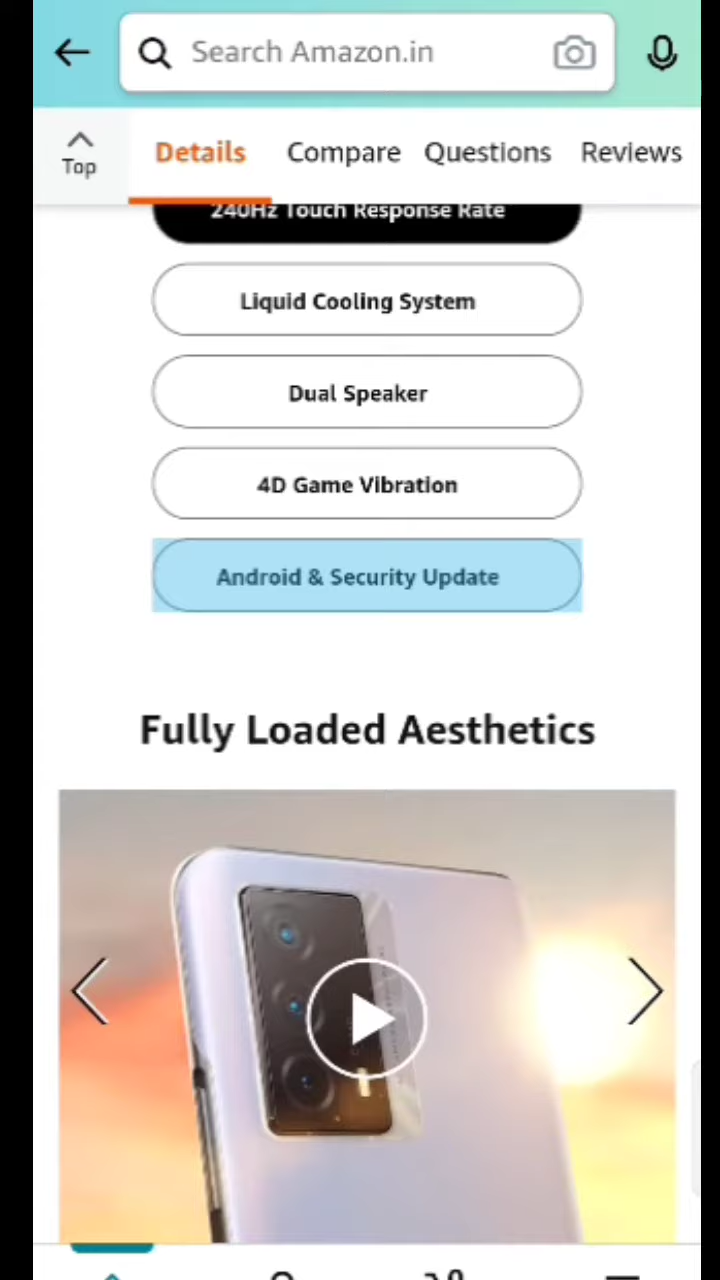 Search Amazon.in
Top
Details Compare Questions Reviews
240Hz Touch Response Rate
Liquid Cooling System
Dual Speaker
4D Game Vibration
Android & Security Update
Fully Loaded Aesthetics